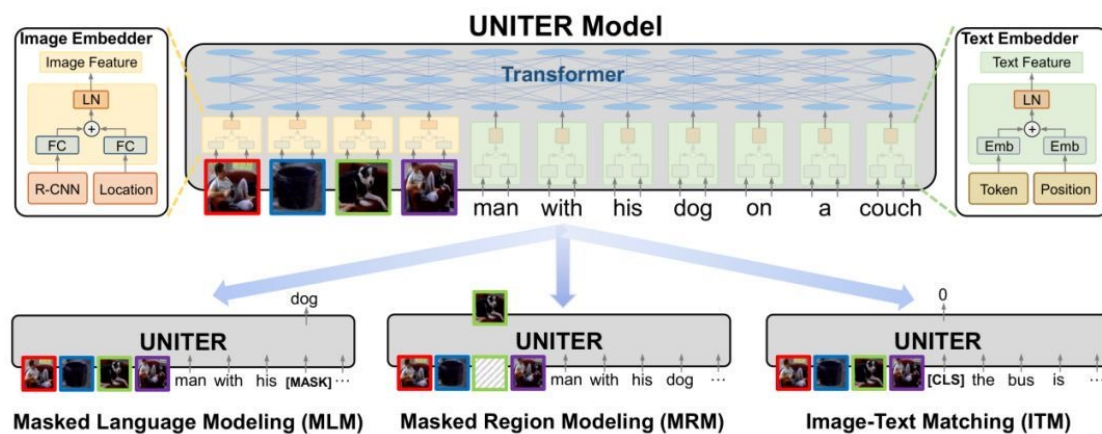 UNITER Model
Image Embedder
Image Feature
LN
+
FC FC
R-CNN Location
Transformer
man with his dog on a couch
Text Embedder
Text Feature
LN
+
Emb Emb
Token Position
dog
UNITER
man with his [MASK] ...
Masked Language Modeling (MLM)
UNITER
man with his dog ...
Masked Region Modeling (MRM)
0
UNITER
[CLS] the bus is ...
Image-Text Matching (ITM)